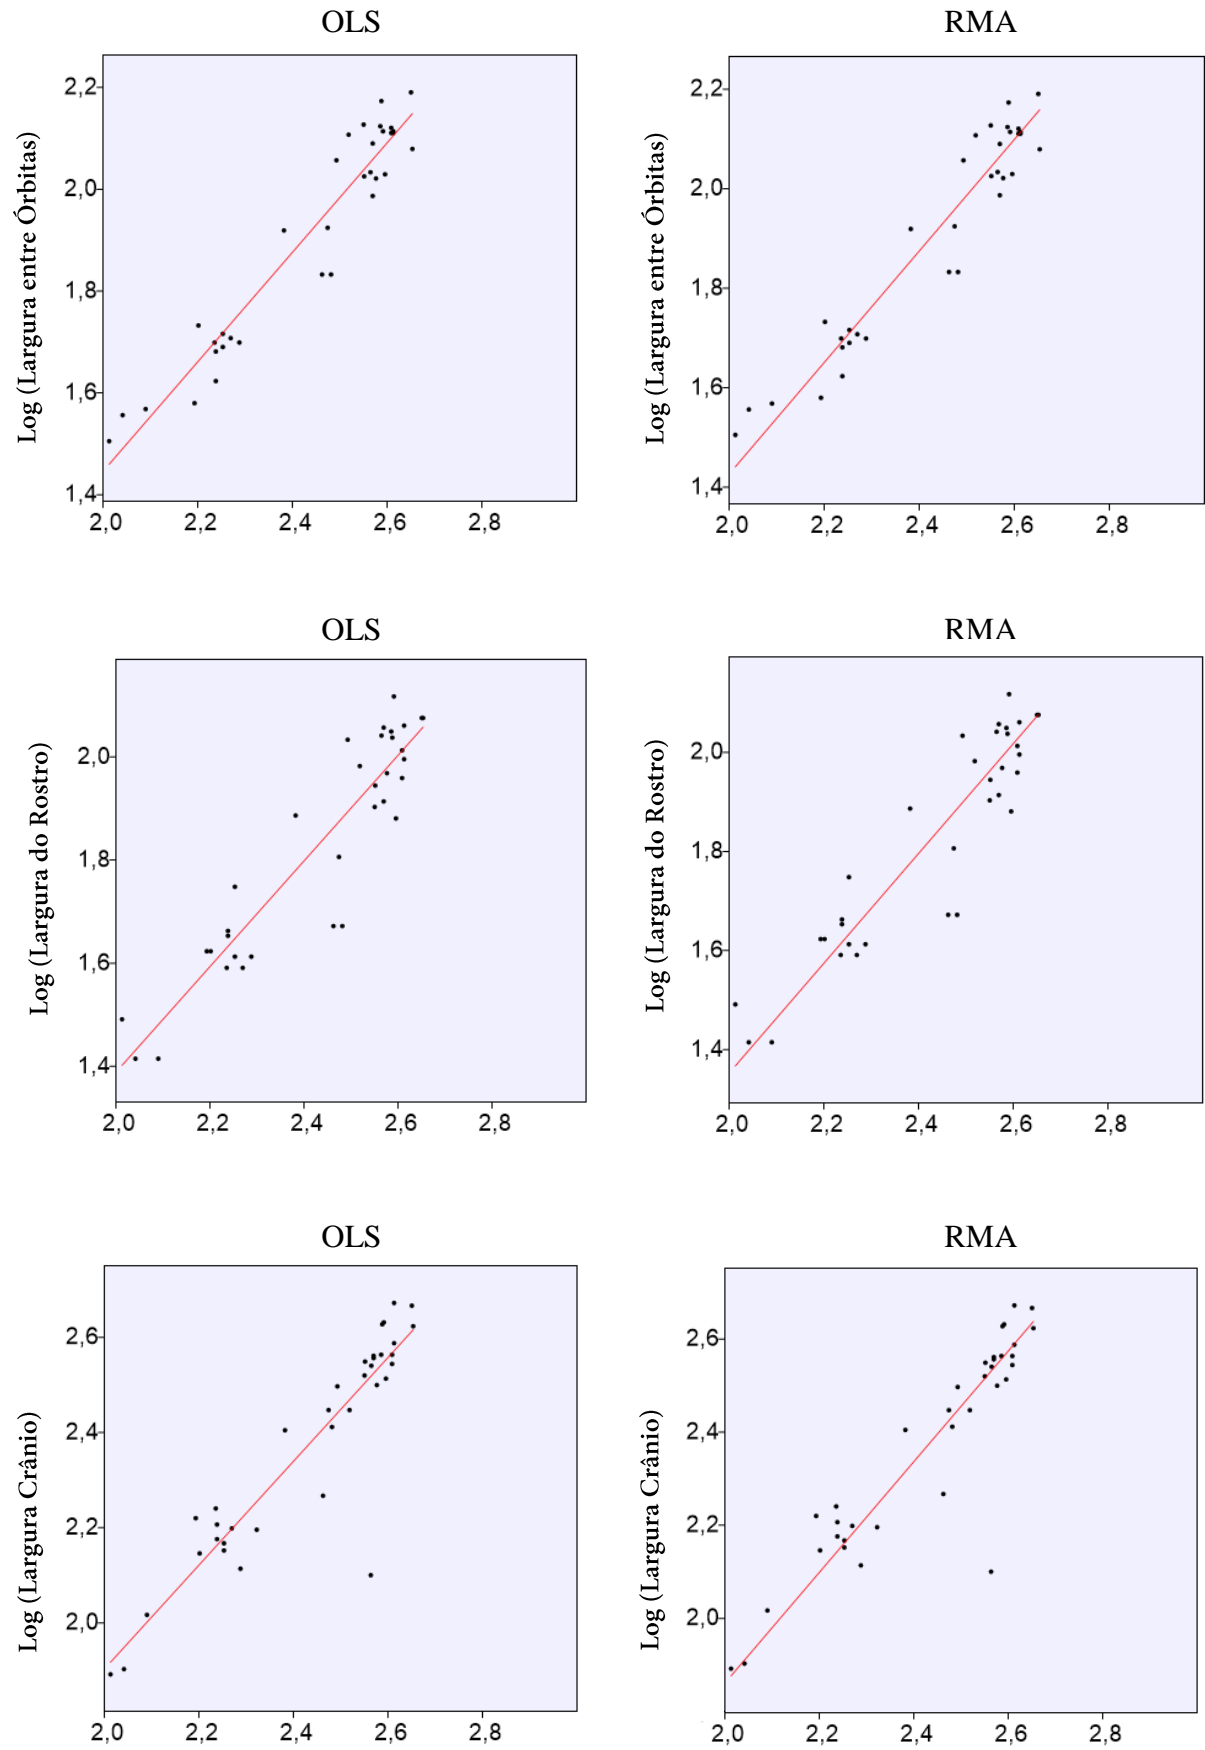 OLS
RMA
Log (Largura entre Órbitas)
2,2
2,0
1,8
1,6
1,4
2,0 2,2 2,4 2,6 2,8
Log (Largura entre Órbitas)
2,2
2,0
1,8
1,6
1,4
2,0 2,2 2,4 2,6 2,8
OLS
RMA
Log (Largura do Rostro)
2,0
1,8
1,6
1,4
2,0 2,2 2,4 2,6 2,8
Log (Largura do Rostro)
2,0
1,8
1,6
1,4
2,0 2,2 2,4 2,6 2,8
OLS
RMA
Log (Largura Crânio)
2,6
2,4
2,2
2,0
2,0 2,2 2,4 2,6 2,8
Log (Largura Crânio)
2,6
2,4
2,2
2,0
2,0 2,2 2,4 2,6 2,8